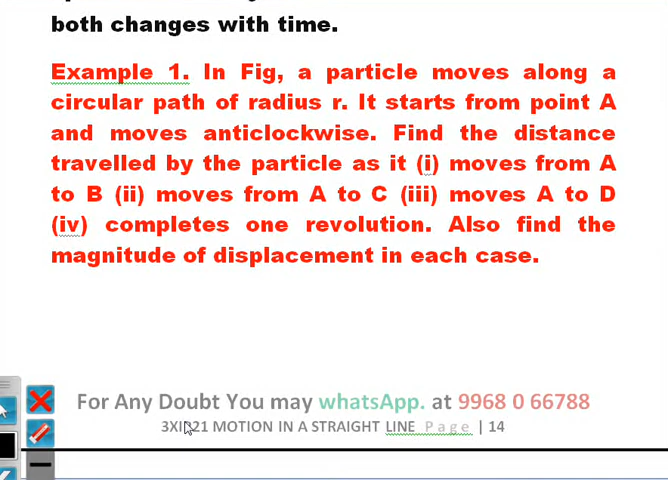 both changes with time.
Example 1. In Fig, a particle moves along a
circular path of radius r. It starts from point A
and moves anticlockwise. Find the distance
travelled by the particle as it (i) moves from A
to B (ii) moves from A to C (iii) moves A to D
(iv) completes one revolution. Also find the
magnitude of displacement in each case.
For Any Doubt You may whatsApp. at 9968 0 66788
21 MOTION IN A STRAIGHT LINE Page | 14